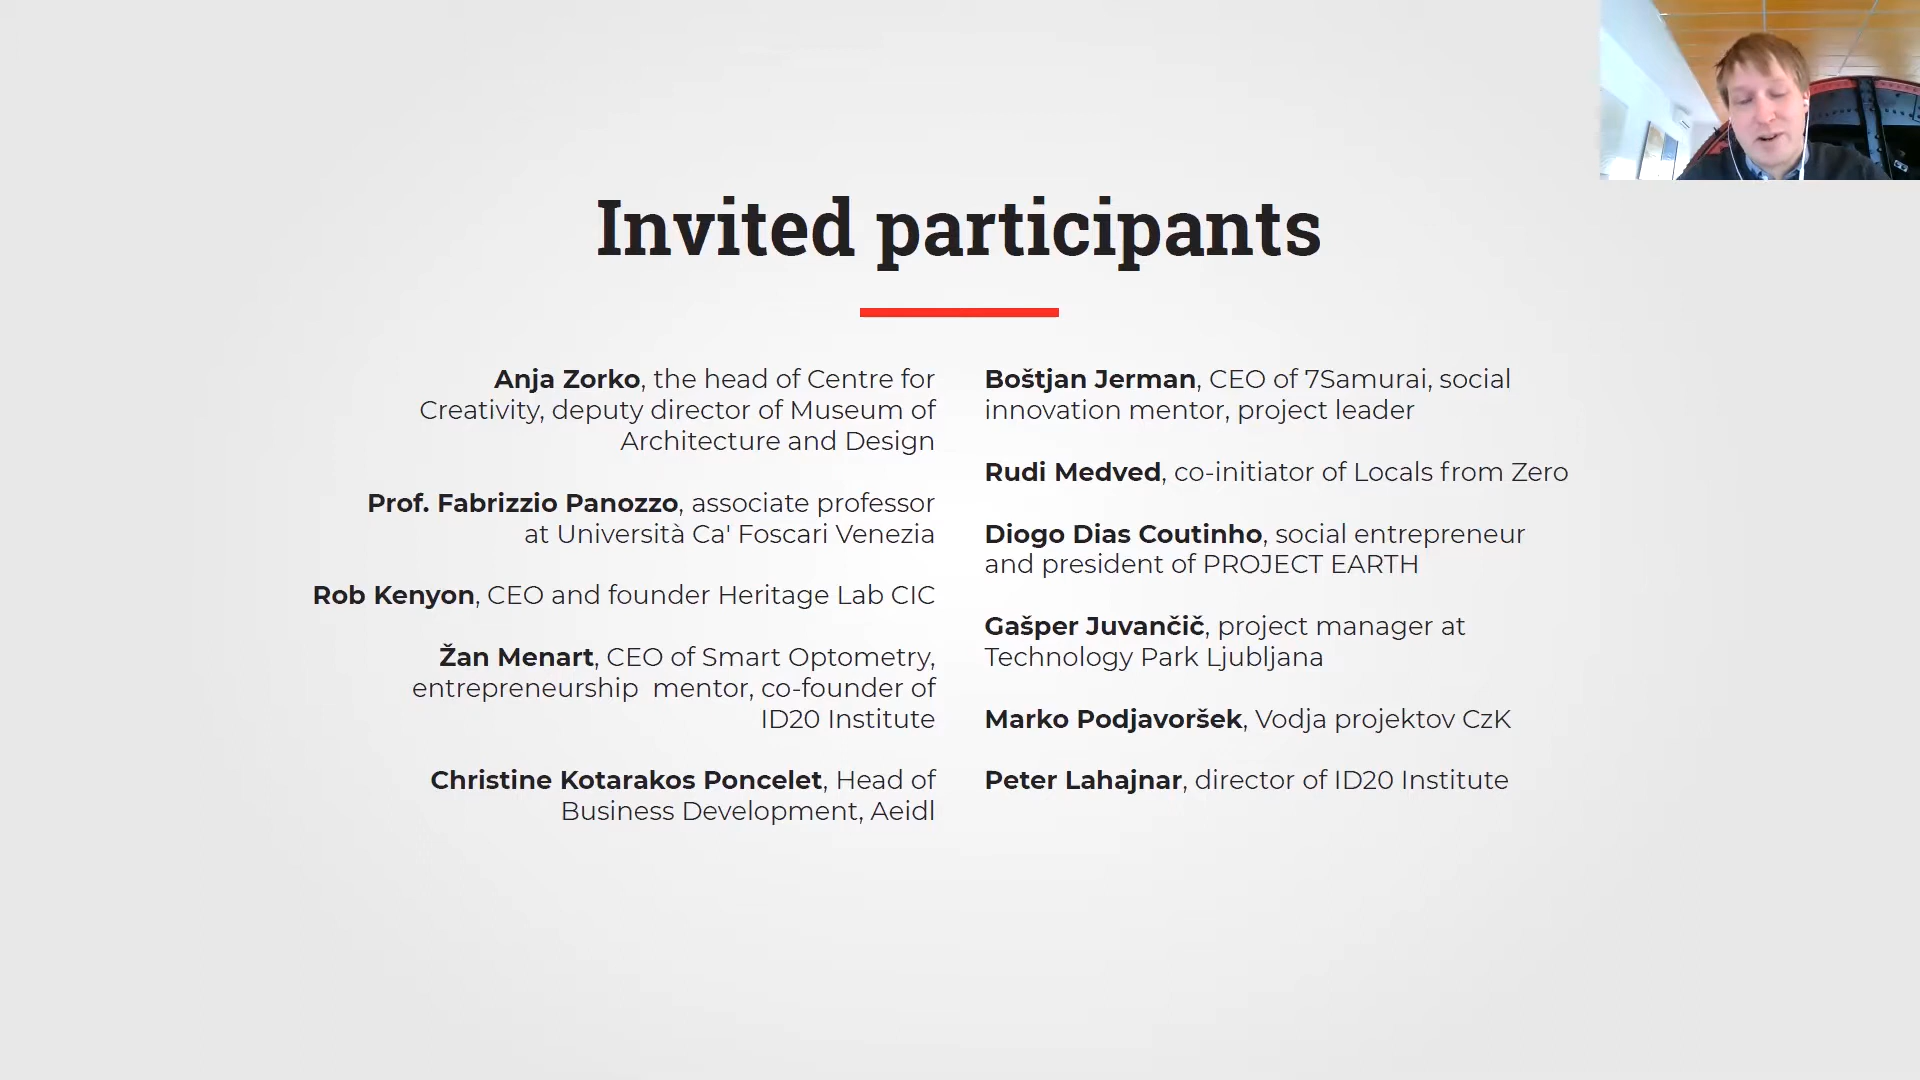 Invited participants
Anja Zorko, the head of Centre for
Creativity, deputy director of Museum of
Architecture and Design
Prof. Fabrizzio Panozzo, associate professor
at Università Ca' Foscari Venezia
Rob Kenyon, CEO and founder Heritage Lab CIC
Žan Menart, CEO of Smart Optometry,
entrepreneurship  mentor, co-founder of
ID20 Institute
Christine Kotarakos Poncelet, Head of
Business Development, Aeidl
Boštjan Jerman, CEO of 7Samurai, social
innovation mentor, project leader
Rudi Medved, co-initiator of Locals from Zero
Diogo Dias Coutinho, social entrepreneur
and president of PROJECT EARTH
Gašper Juvančič, project manager at
Technology Park Ljubljana
Marko Podjavoršek, Vodja projektov CzK
Peter Lahajnar, director of ID20 Institute